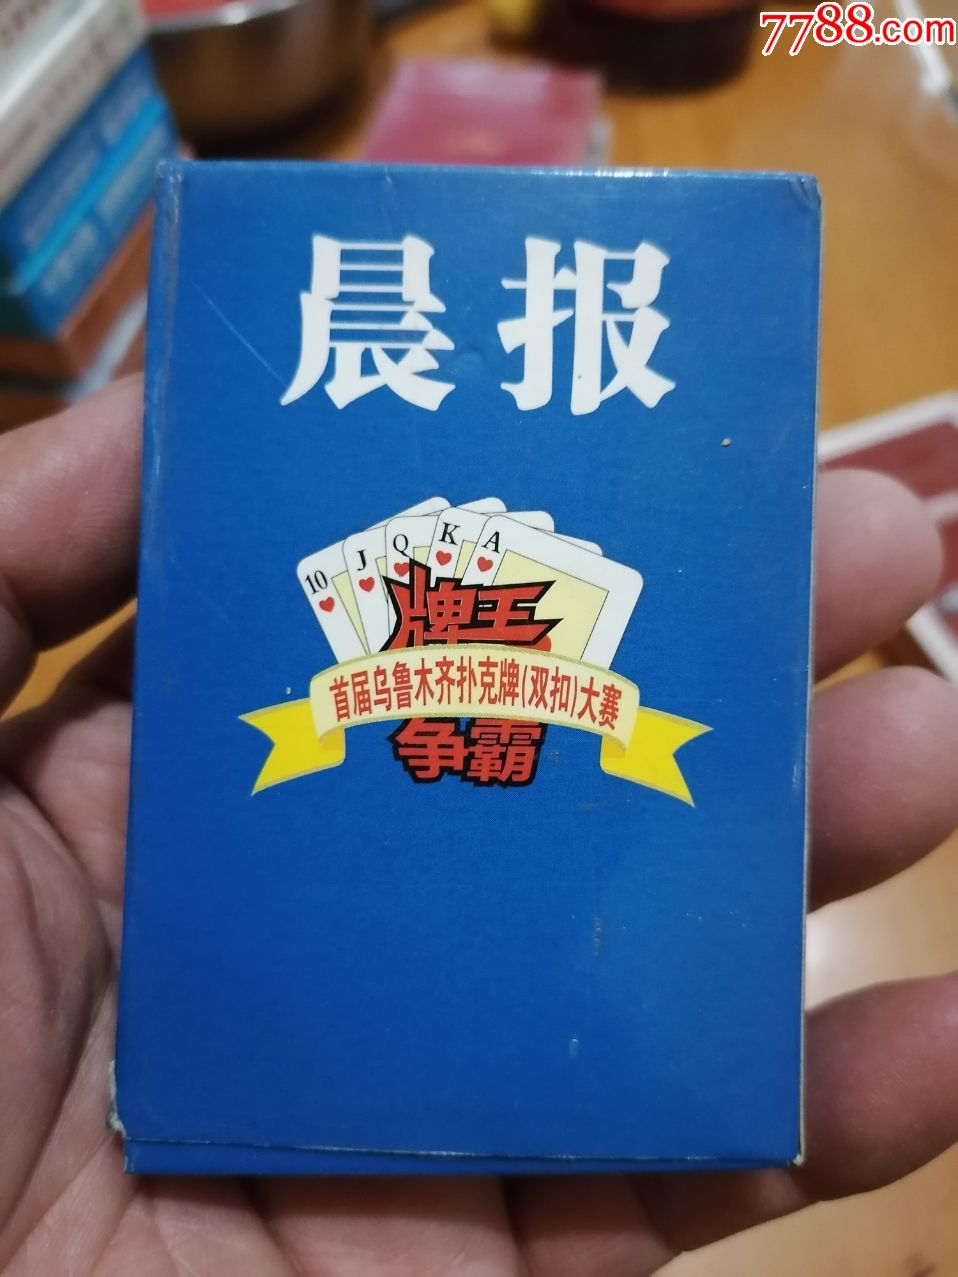 7788.com
晨报
10 J Q K A
牌王
首届乌鲁木齐扑克牌(双扣)大赛
争霸